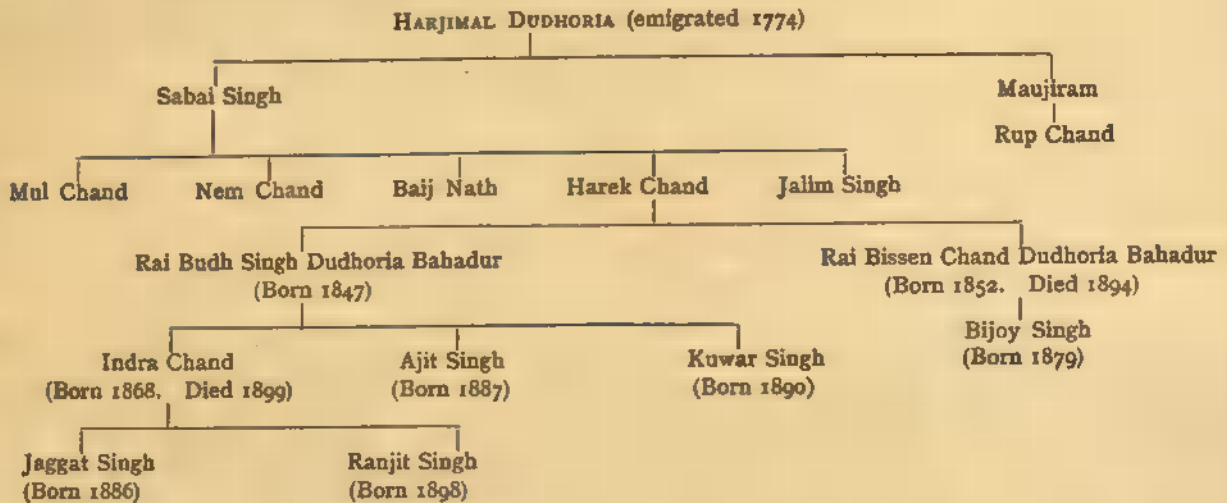 HARJIMAL DUDHORIA (emigrated 1774)
Sabai Singh
Maujiram
Rup Chand
Mul Chand
Nem Chand
Baij Nath
Harek Chand
Jalim Singh
Rai Budh Singh Dudhoria Bahadur
(Born 1847)
Rai Bissen Chand Dudhoria Bahadur
(Born 1852. Died 1894)
Bijoy Singh
(Born 1879)
Indra Chand
(Born 1868. Died 1899)
Ajit Singh
(Born 1887)
Kuwar Singh
(Born 1890)
Jaggat Singh
(Born 1886)
Ranjit Singh
(Born 1898)